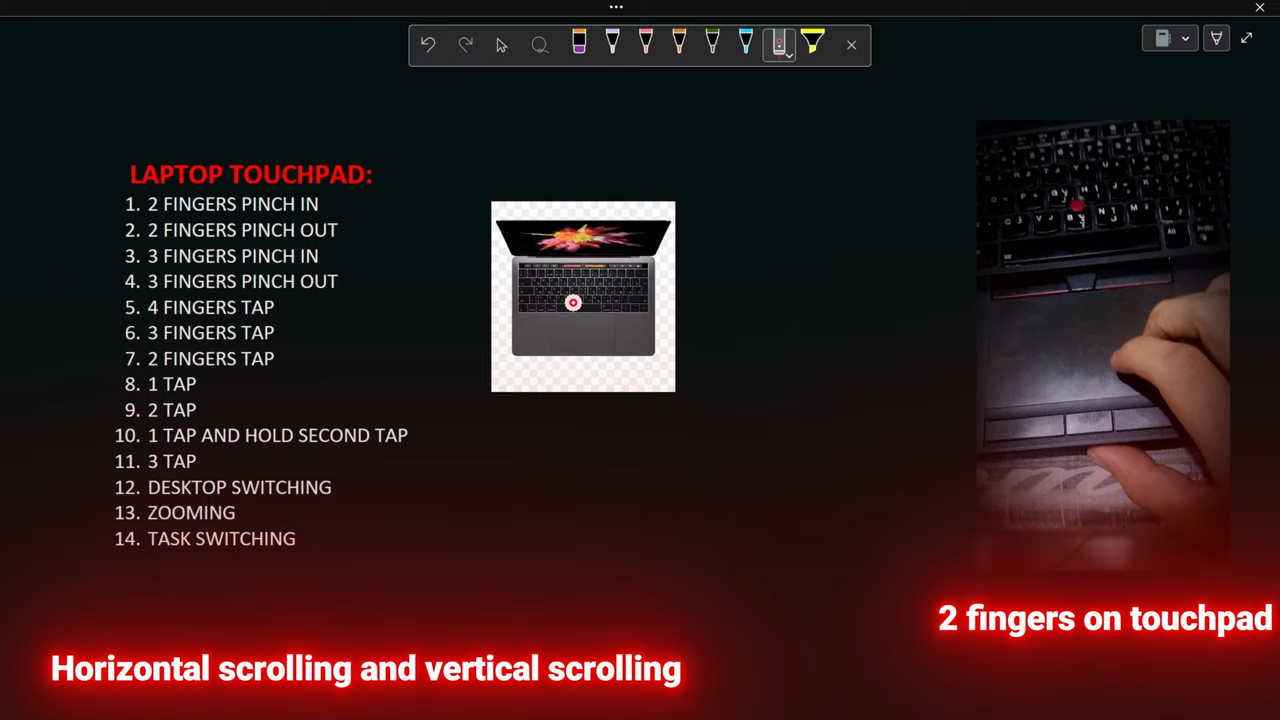 LAPTOP TOUCHPAD:
1. 2 FINGERS PINCH IN
2. 2 FINGERS PINCH OUT
3. 3 FINGERS PINCH IN
4. 3 FINGERS PINCH OUT
5. 4 FINGERS TAP
6. 3 FINGERS TAP
7. 2 FINGERS TAP
8. 1 TAP
9. 2 TAP
10. 1 TAP AND HOLD SECOND TAP
11. 3 TAP
12. DESKTOP SWITCHING
13. ZOOMING
14. TASK SWITCHING
Alt
2 fingers on touchpad
Horizontal scrolling and vertical scrolling